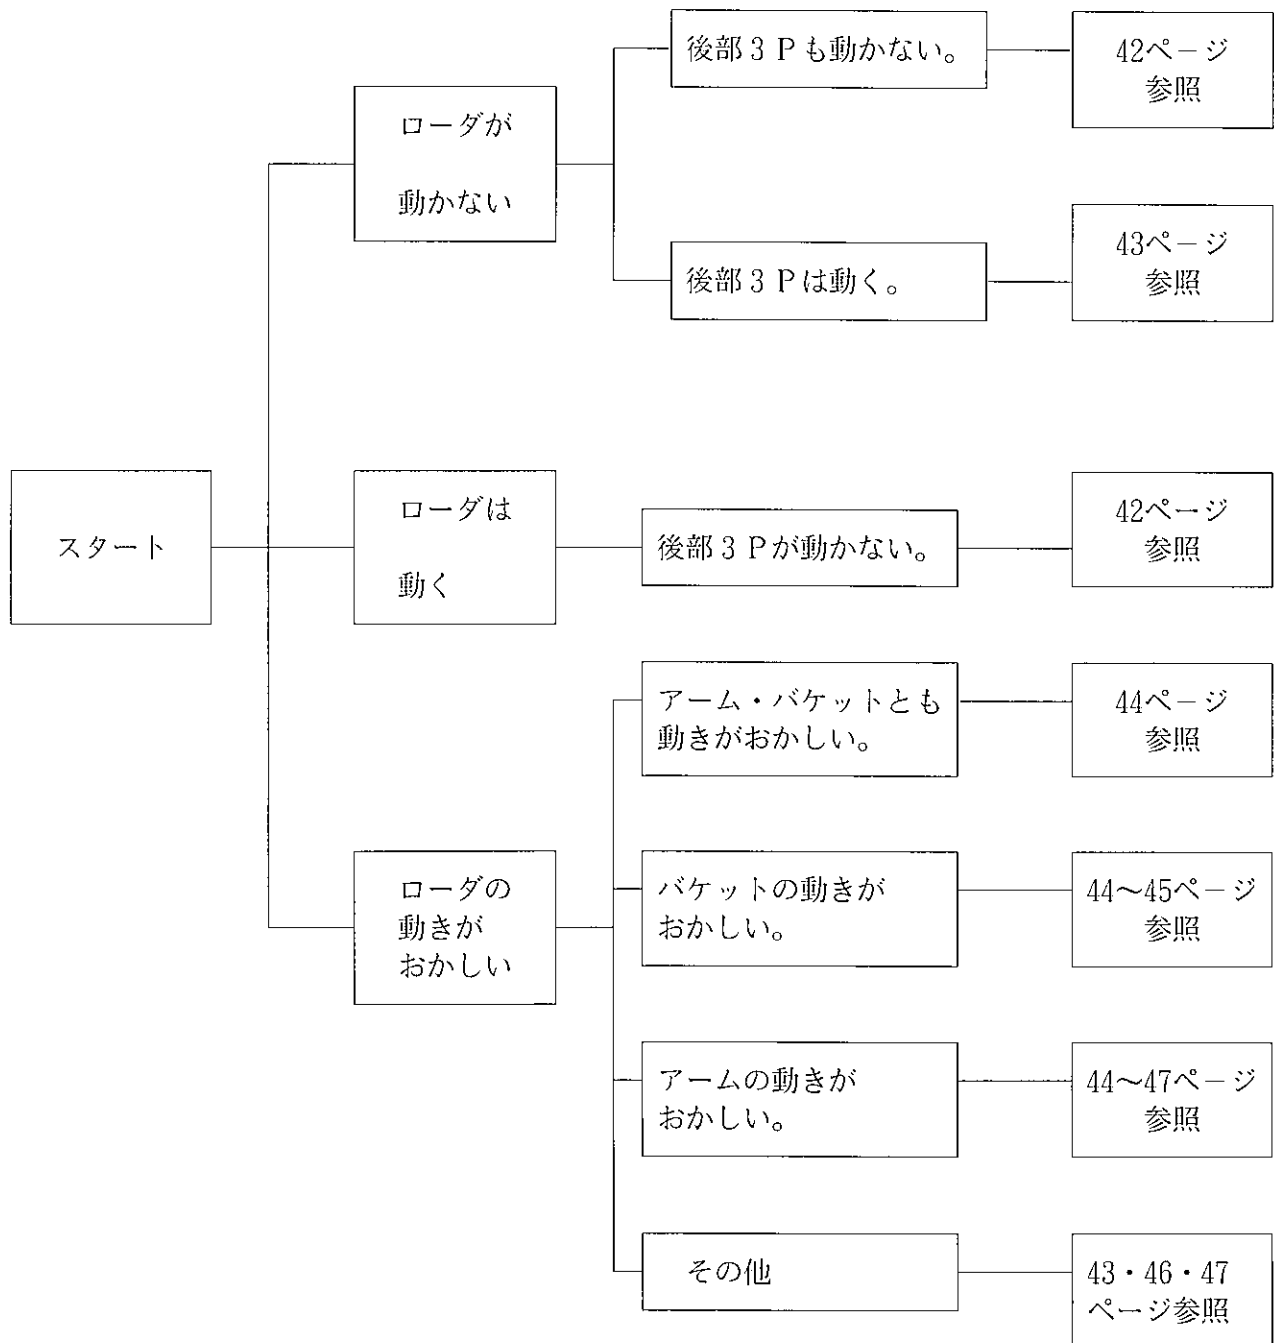 スタート
ローダが
動かない
後部3Pも動かない。
42ページ
参照
後部3Pは動く。
43ページ
参照
ローダは
動く
後部3Pが動かない。
42ページ
参照
ローダの
動きが
おかしい
アーム・バケットとも
動きがおかしい。
44ページ
参照
バケットの動きが
おかしい。
44〜45ページ
参照
アームの動きが
おかしい。
44〜47ページ
参照
その他
43・46・47
ページ参照